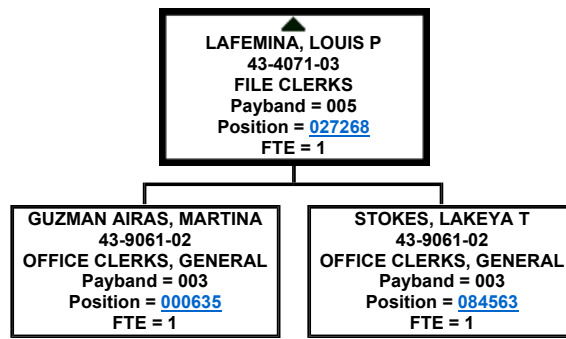 LAFEMINA, LOUIS P
43-4071-03
FILE CLERKS
Payband = 005
Position = 027268
FTE = 1
GUZMAN AIRAS, MARTINA
43-9061-02
OFFICE CLERKS, GENERAL
Payband = 003
Position = 000635
FTE = 1
STOKES, LAKEYA T
43-9061-02
OFFICE CLERKS, GENERAL
Payband = 003
Position = 084563
FTE = 1